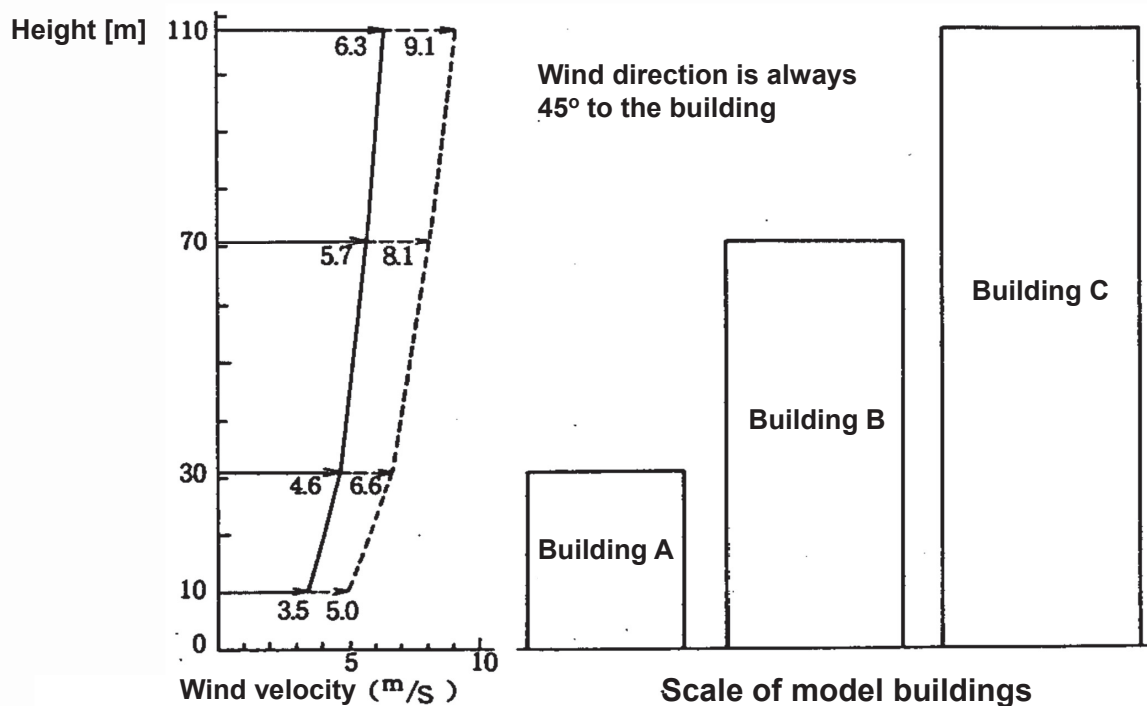 Height [m]
110
6.3 9.1
Wind direction is always
45º to the building
70
5.7 8.1
Building C
Building B
30
4.6 6.6
Building A
10
3.5 5.0
0
5 10
Wind velocity (m/S)
Scale of model buildings